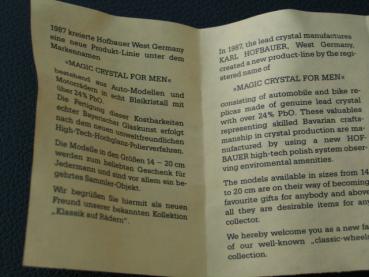 1987 kreierte Hofbauer West Germany
eine neue Produkt-Linie unter dem
Markennamen
»MAGIC CRYSTAL FOR MEN«
bestehend aus Auto-Modellen und
Motorrädern in echt Bleikristall mit
über 24% PbO.
Die Fertigung dieser Kostbarkeiten
echter Bayerischer Glaskunst erfolgt
nach dem neuen umweltfreundlichen
High-Tech-Hochglanz-Polierverfahren.
Die Modelle in den Größen 14 – 20 cm
werden zum beliebten Geschenk für
Jedermann und sind vor allem ein be-
gehrtes Sammler-Objekt.
Wir begrüßen Sie hiermit als neuen
Freund unserer bekannten Kollektion
„Klassik auf Rädern".
In 1987, the lead crystal manufactures
KARL HOFBAUER, West Germany,
created a new product-line by the regi-
stered name of
»MAGIC CRYSTAL FOR MEN«
consisting of automobile and bike re-
plicas made of genuine lead crystal
with over 24% PbO. These valuables
representing skilled Bavarian crafts-
manship in crystal production are ma-
nufactured by using a new HOF-
BAUER high-tech polish system obser-
ving enviromental amenities.
The models available in sizes from 14
to 20 cm are on their way of becoming
favourite gifts for anybody and above
all they are desirable items for any
collector.
We hereby welcome you as a new fa
of our well-known „classic-wheels
collection.